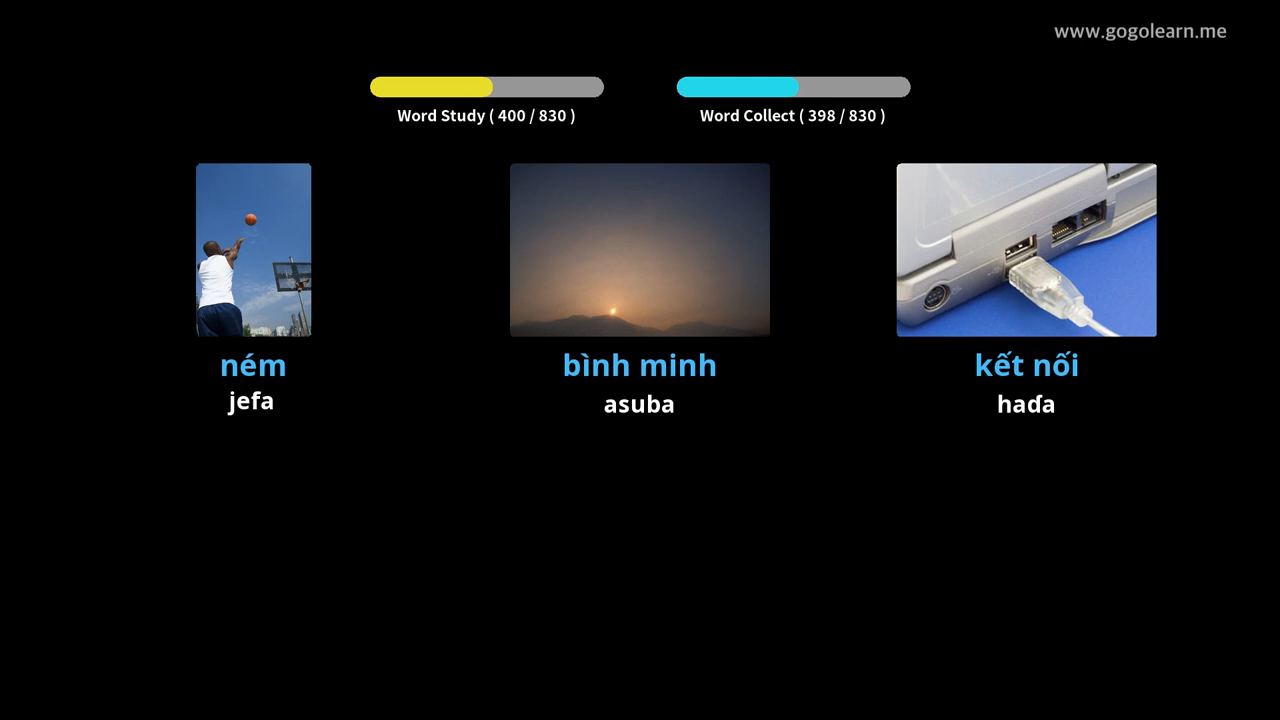 www.gogolearn.me
Word Study ( 400 / 830 )
Word Collect ( 398 / 830 )
ném
jefa
bình minh
asuba
kết nối
haɗa